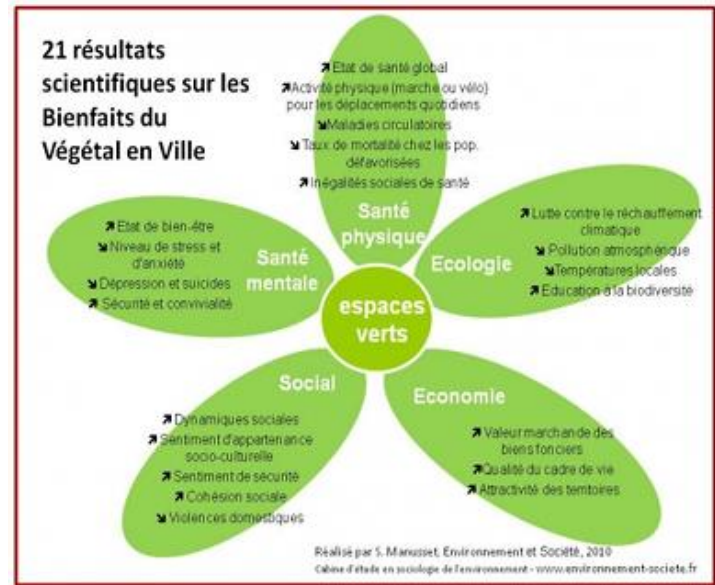 21 résultats
scientifiques sur les
Bienfaits du
Végétal en Ville
↗ Etat de santé global
↗Activité physique (marche ou vélo)
pour les déplacements quotidiens
↘Maladies circulatoires
↘ Taux de mortalité chez les pop.
défavorisées
↗ Inégalités sociales de santé
Santé
physique
↗ Lutte contre le réchauffement
climatique
↘ Pollution atmosphérique
↘Températures locales
↗ Education à la biodiversité
Ecologie
↗ Etat de bien-être
↘ Niveau de stress et
d'anxiété
↘ Dépression et suicides
↗ Sécurité et convivialité
Santé
mentale
espaces
verts
Social
↗ Dynamiques sociales
↗Sentiment d'appartenance
socio-culturelle
↗ Sentiment de sécurité
↗ Cohésion sociale
↘ Violences domestiques
Economie
↗ Valeur marchande des
biens fonciers
↗Qualité du cadre de vie
↗ Attractivité des territoires
Réalisé par S. Manusset, Environnement et Société, 2010
Cabine d'étude en sociologie de l'environnement - www.environnement-societe.fr